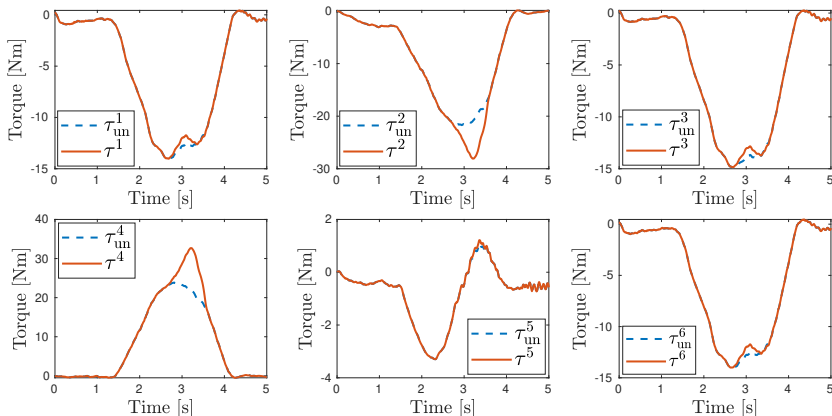 0
-5
-10
-15
Torque [Nm]
0 1 2 3 4 5
Time [s]
τ¹un
τ¹
0
-10
-20
-30
Torque [Nm]
0 1 2 3 4 5
Time [s]
τ²un
τ²
0
-5
-10
-15
Torque [Nm]
0 1 2 3 4 5
Time [s]
τ³un
τ³
40
30
20
10
0
Torque [Nm]
0 1 2 3 4 5
Time [s]
τ⁴un
τ⁴
2
0
-2
-4
Torque [Nm]
0 1 2 3 4 5
Time [s]
τ⁵un
τ⁵
0
-5
-10
-15
Torque [Nm]
0 1 2 3 4 5
Time [s]
τ⁶un
τ⁶